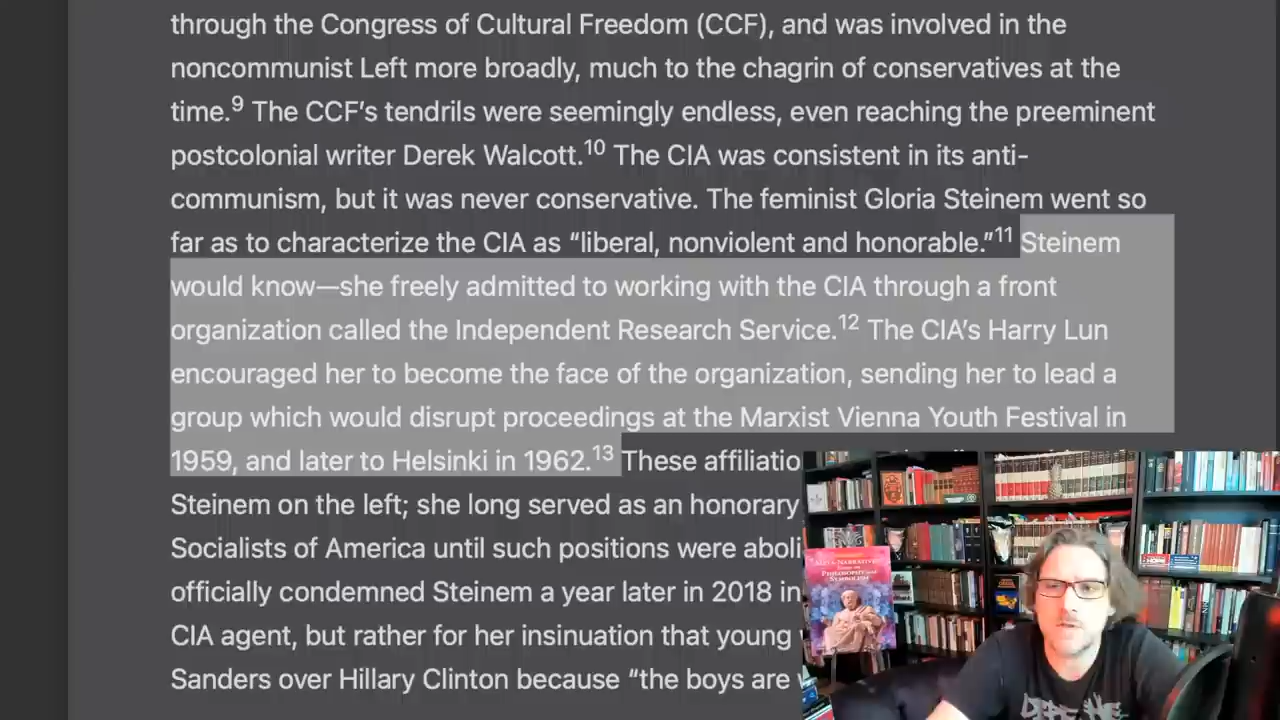 through the Congress of Cultural Freedom (CCF), and was involved in the
noncommunist Left more broadly, much to the chagrin of conservatives at the
time.9 The CCF's tendrils were seemingly endless, even reaching the preeminent
postcolonial writer Derek Walcott.10 The CIA was consistent in its anti-
communism, but it was never conservative. The feminist Gloria Steinem went so
far as to characterize the CIA as “liberal, nonviolent and honorable.”11 Steinem
would know—she freely admitted to working with the CIA through a front
organization called the Independent Research Service.12 The CIA’s Harry Lun
encouraged her to become the face of the organization, sending her to lead a
group which would disrupt proceedings at the Marxist Vienna Youth Festival in
1959, and later to Helsinki in 1962.13 These affiliatio
Steinem on the left; she long served as an honorary
Socialists of America until such positions were aboli
officially condemned Steinem a year later in 2018 in
CIA agent, but rather for her insinuation that young
Sanders over Hillary Clinton because “the boys are
PHILOSOPHY and
SYMBOLISM